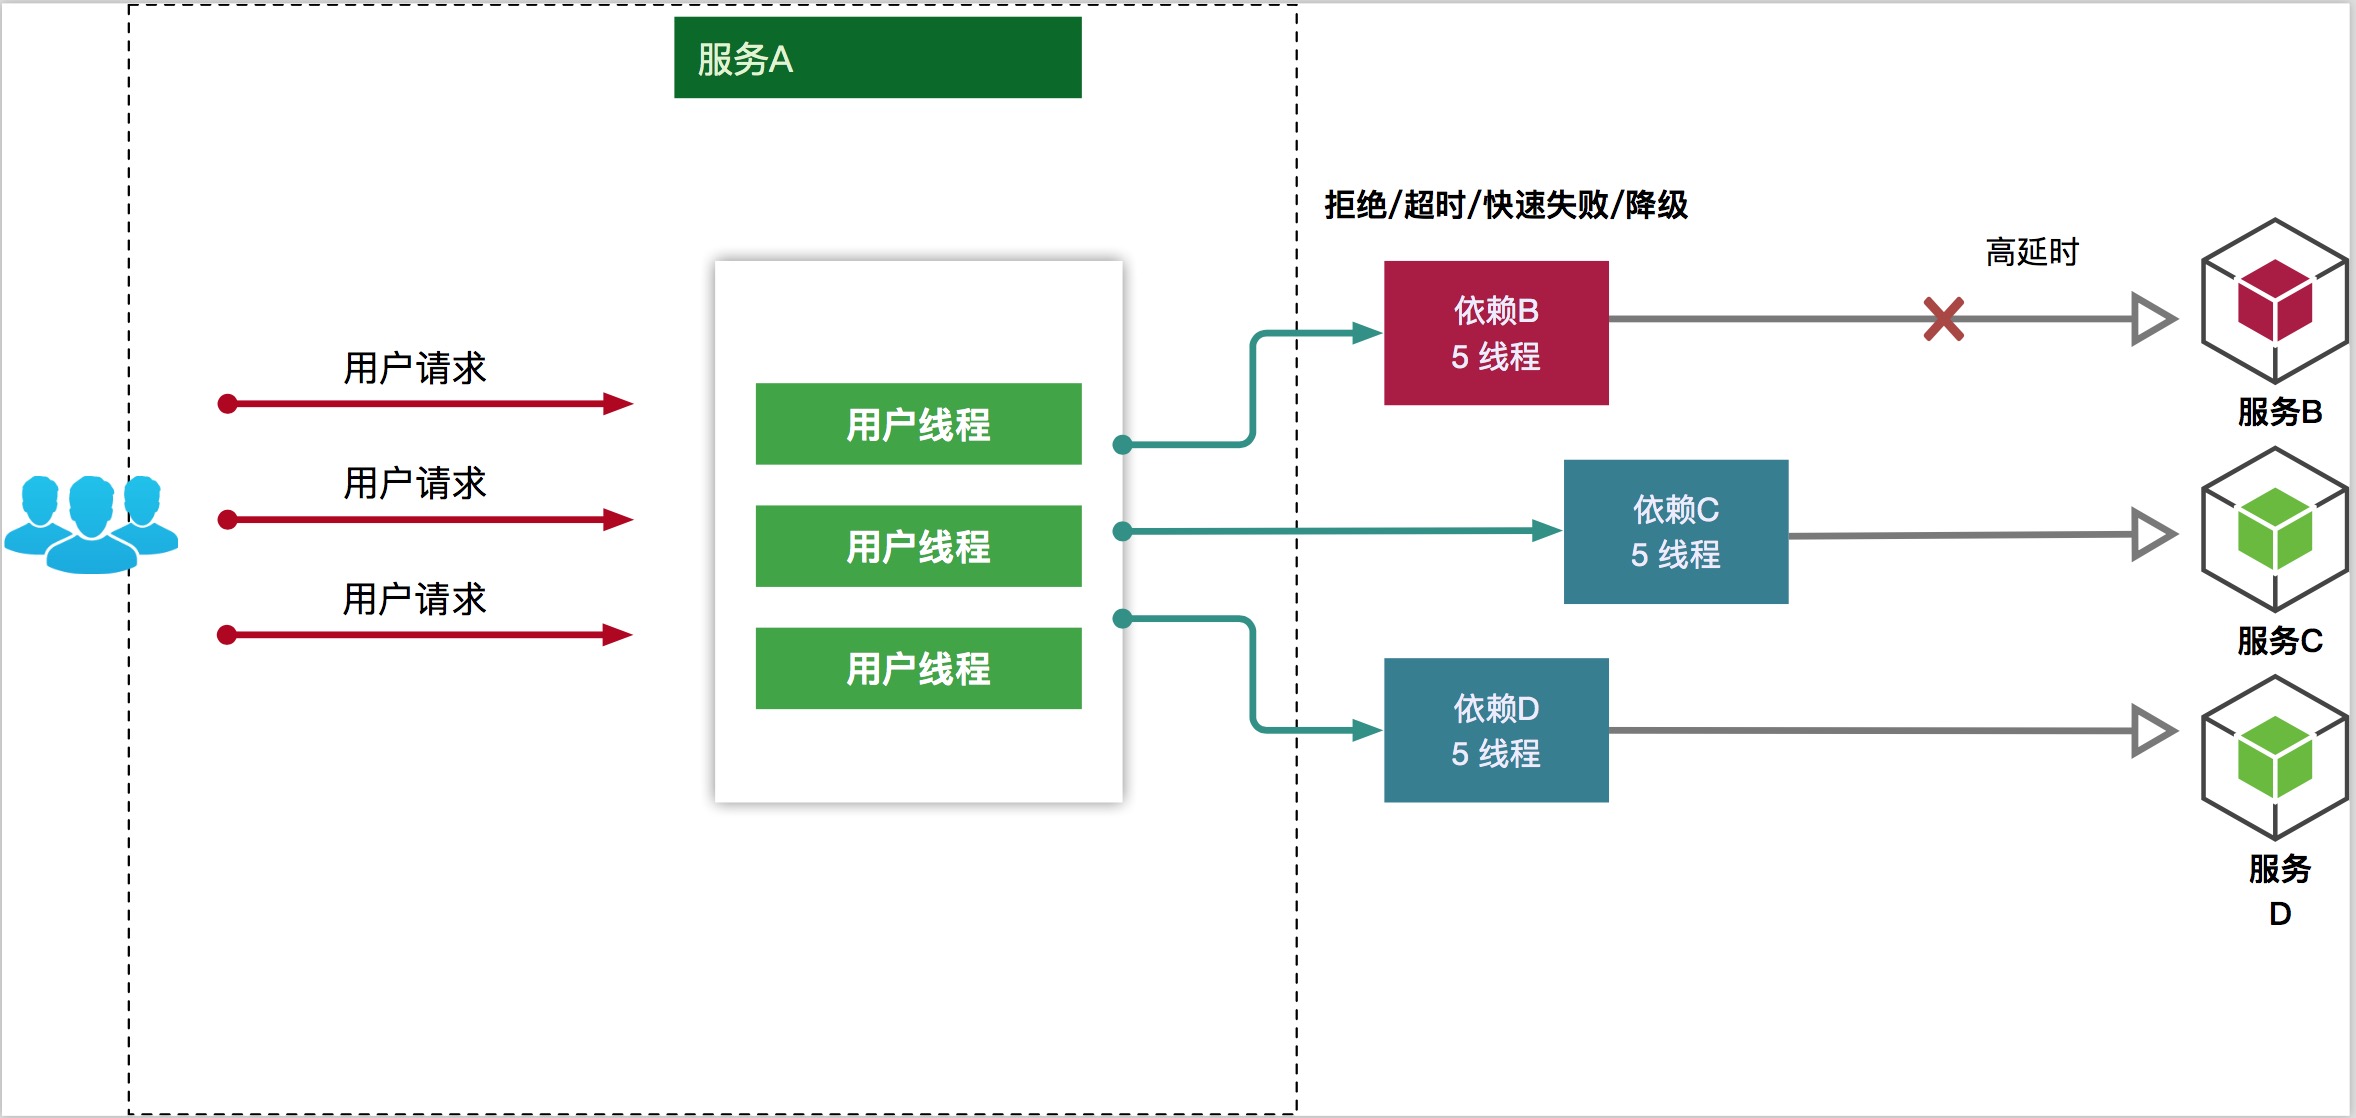 服务A
用户请求
用户请求
用户请求
用户线程
用户线程
用户线程
拒绝/超时/快速失败/降级
依赖B
5 线程
高延时
服务B
依赖C
5 线程
服务C
依赖D
5 线程
服务
D